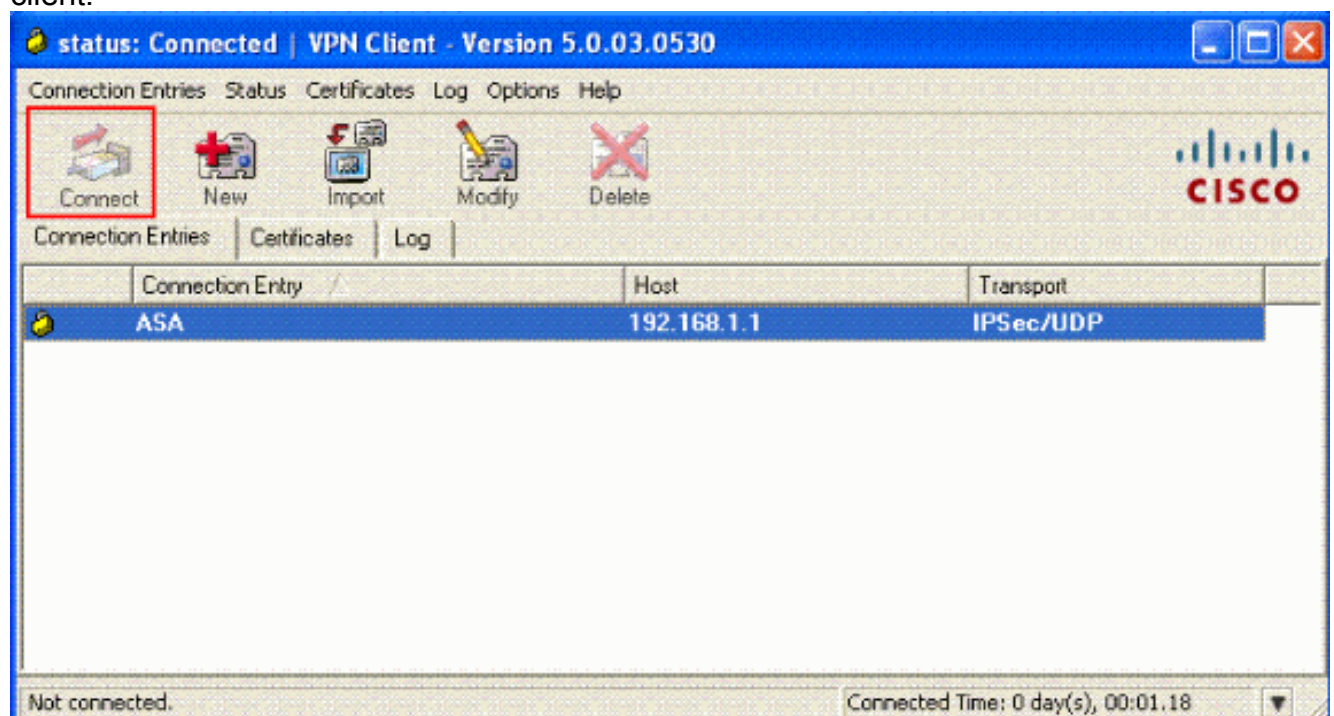 client.
status: Connected | VPN Client - Version 5.0.03.0530
Connection Entries Status Certificates Log Options Help
Connect New Import Modify Delete
CISCO
Connection Entries Certificates Log
Connection Entry / Host Transport
ASA 192.168.1.1 IPSec/UDP
Not connected. Connected Time: 0 day(s), 00:01.18